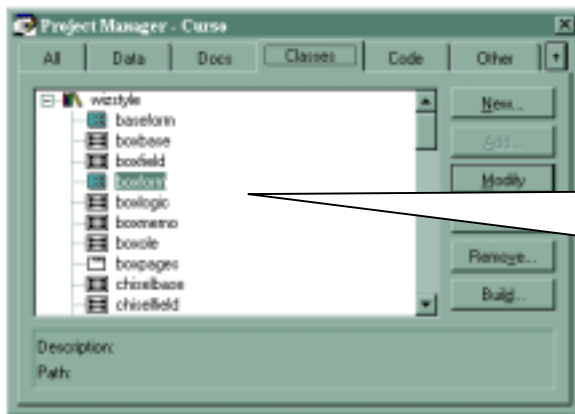 Project Manager - Curso
All Data Docs Classes Code Other
wizstyle
baseform
boxbase
boxfield
boxform
boxlogic
boxmemo
boxole
boxpages
chiselbase
chiselfield
New...
Add...
Modify
Remove...
Build...
Description:
Path: